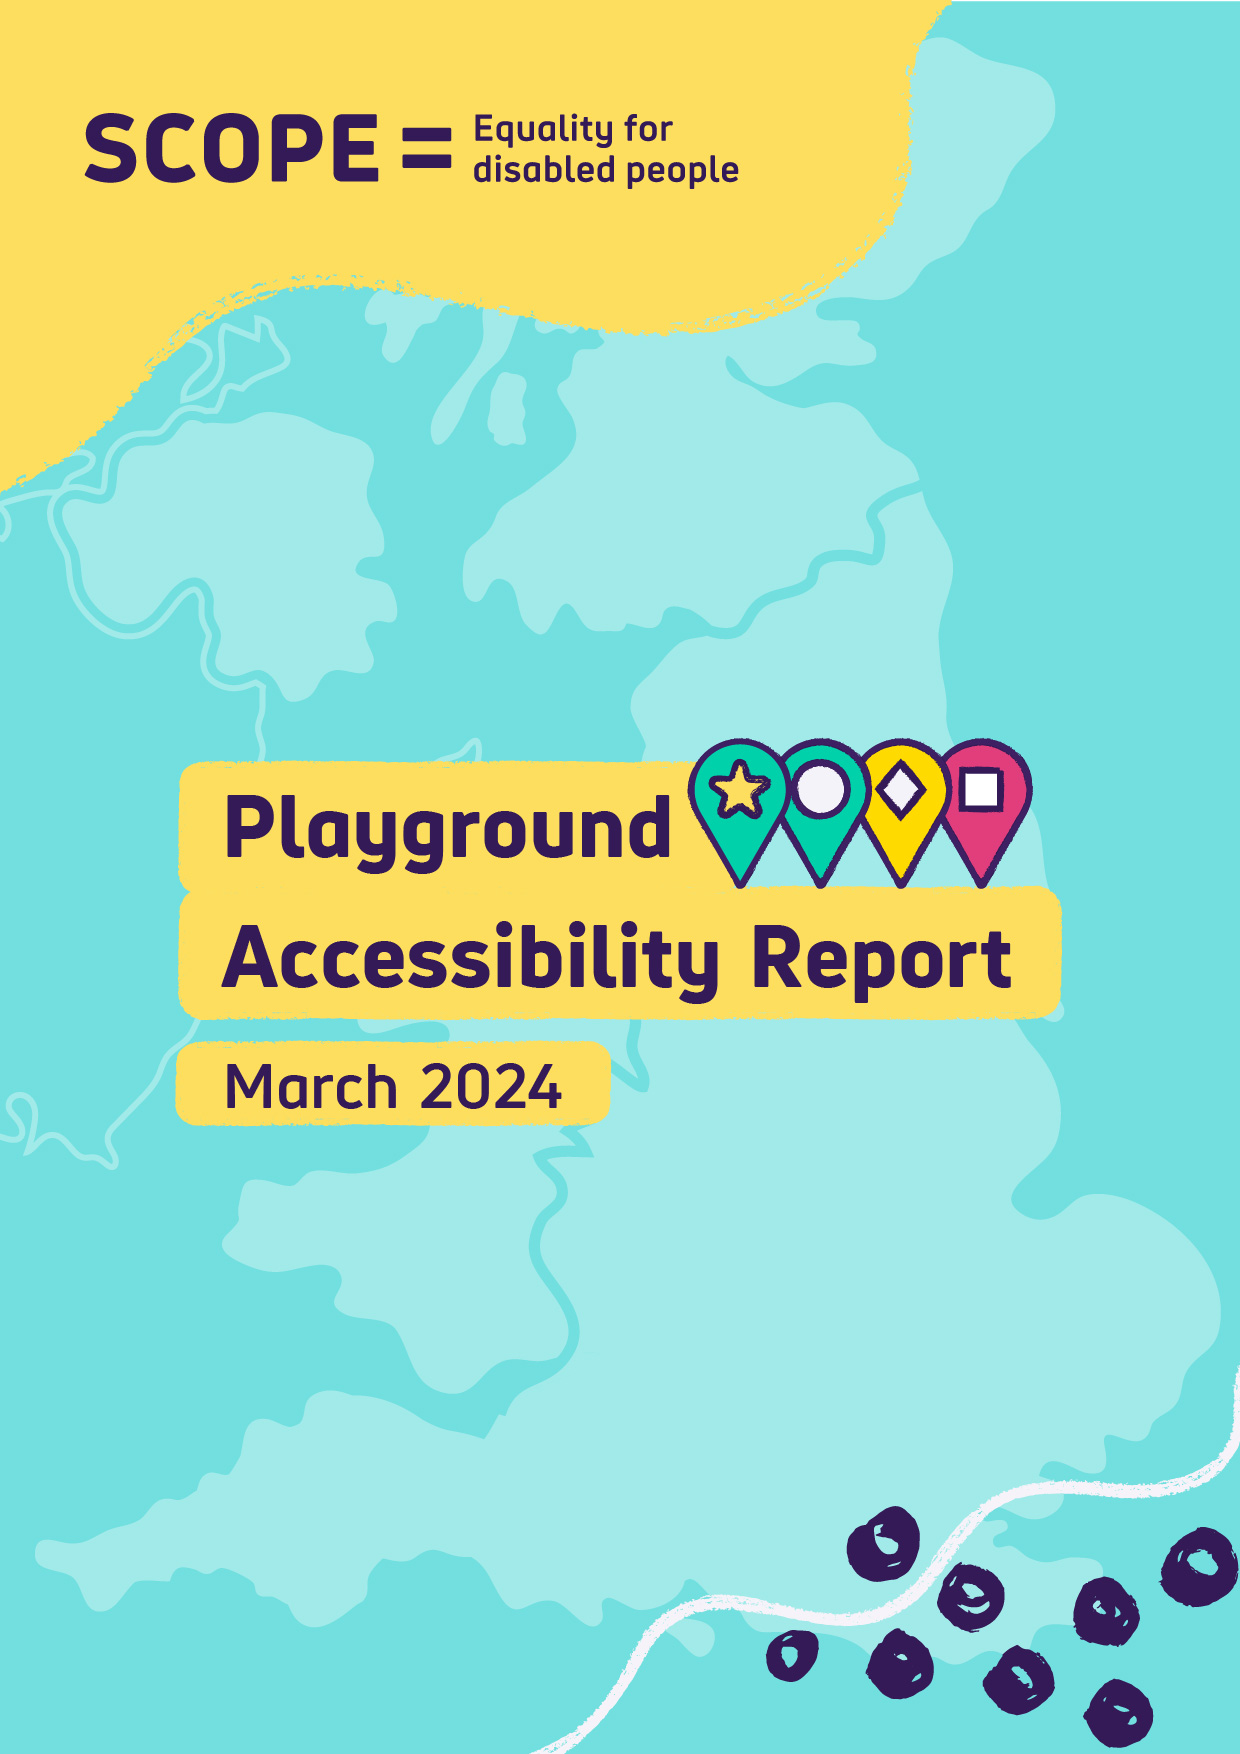 SCOPE = Equality for
disabled people
Playground
Accessibility Report
March 2024